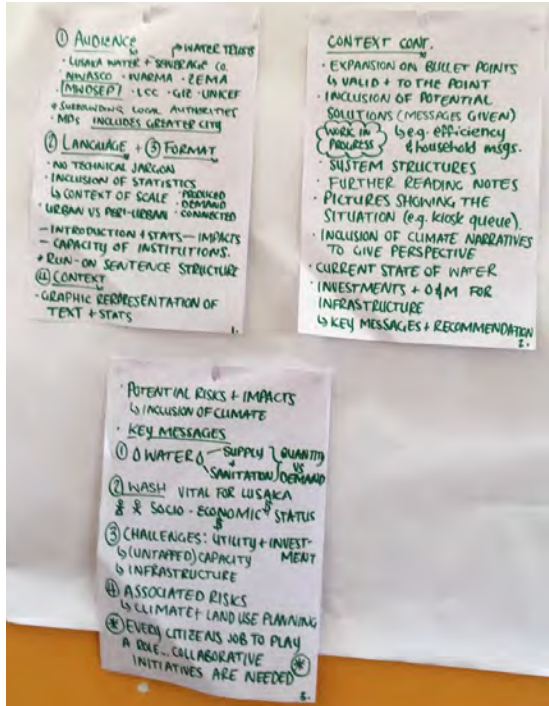 ① AUDIENCE
→ WATER TRUSTS
· LUSAKA WATER + SEWERAGE CO.
NWASCO · WARMA · ZEMA
· MWDSEP · LCC · GIZ · UNICEF
+ SURROUNDING LOCAL AUTHORITIES
· MPs INCLUDES GREATER CITY
② LANGUAGE + ③ FORMAT
· NO TECHNICAL JARGON
· INCLUSION OF STATISTICS
↳ CONTEXT OF SCALE · PRODUCED
DEMAND
· URBAN VS PERI-URBAN · CONNECTED
— INTRODUCTION + STATS — IMPACTS
— CAPACITY OF INSTITUTIONS.
+ RUN-ON SENTENCE STRUCTURE
④ CONTEXT
· GRAPHIC REPRESENTATION OF
TEXT + STATS
1.
CONTEXT CONT.
· EXPANSION ON BULLET POINTS
↳ VALID + TO THE POINT
· INCLUSION OF POTENTIAL
SOLUTIONS (MESSAGES GIVEN)
WORK IN PROGRESS ↳ e.g. efficiency
+ household msgs.
· SYSTEM STRUCTURES
· FURTHER READING NOTES
· PICTURES SHOWING THE
SITUATION (e.g. kiosk queue).
· INCLUSION OF CLIMATE NARRATIVES
TO GIVE PERSPECTIVE
· CURRENT STATE OF WATER
· INVESTMENTS + O&M FOR
INFRASTRUCTURE
↳ KEY MESSAGES + RECOMMENDATION
2.
· POTENTIAL RISKS + IMPACTS
↳ INCLUSION OF CLIMATE
· KEY MESSAGES
① WATER — SUPPLY + SANITATION } QUANTITY VS DEMAND
② WASH VITAL FOR LUSAKA
SOCIO-ECONOMIC STATUS
③ CHALLENGES: UTILITY + INVEST-
MENT
↳ (UNTAPPED) CAPACITY
↳ INFRASTRUCTURE
④ ASSOCIATED RISKS
↳ CLIMATE + LAND USE PLANNING
* EVERY CITIZENS JOB TO PLAY
A ROLE... COLLABORATIVE
INITIATIVES ARE NEEDED *
3.